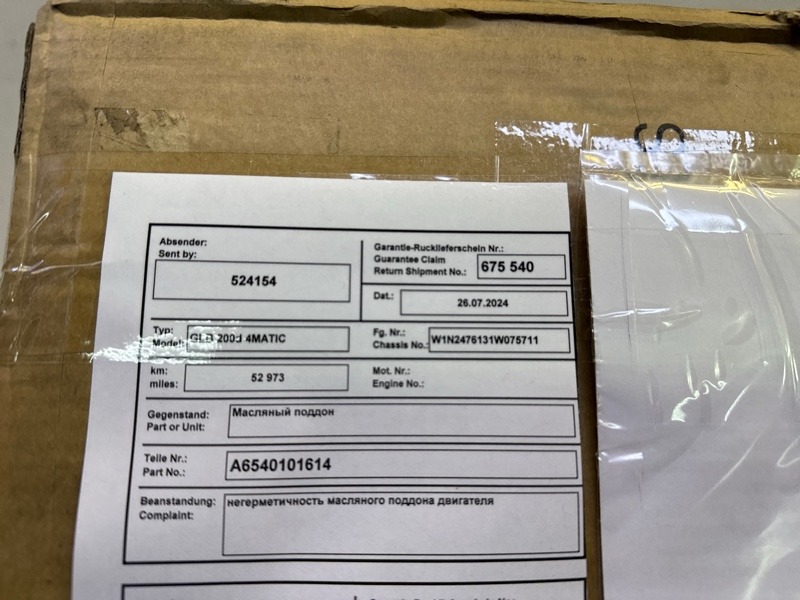 S
Absender:
Sent by:
524154
Garantie-Rucklieferschein Nr.:
Guarantee Claim
Return Shipment No.:
675 540
Dat.:
26.07.2024
Typ:
Model:
GLB 200d 4MATIC
Fg. Nr.:
Chassis No.:
W1N2476131W075711
km:
miles:
52 973
Mot. Nr.:
Engine No.:
Gegenstand:
Part or Unit:
Масляный поддон
Teile Nr.:
Part No.:
A6540101614
Beanstandung:
Complaint:
негерметичность масляного поддона двигателя